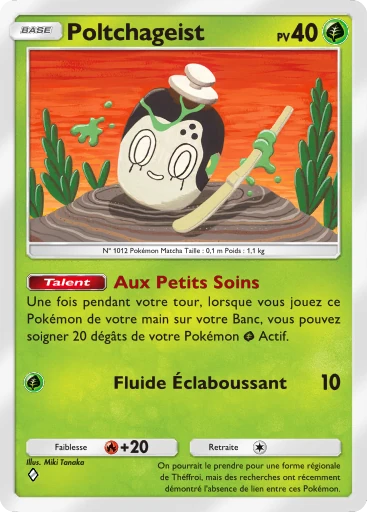 BASE
Poltchageist
PV 40
N° 1012 Pokémon Matcha Taille : 0,1 m Poids : 1,1 kg
Talent Aux Petits Soins
Une fois pendant votre tour, lorsque vous jouez ce
Pokémon de votre main sur votre Banc, vous pouvez
soigner 20 dégâts de votre Pokémon Actif.
Fluide Éclaboussant 10
Faiblesse +20
Retraite
Illus. Miki Tanaka
On pourrait le prendre pour une forme régionale
de Théffroi, mais des recherches ont récemment
démontré l'absence de lien entre ces Pokémon.